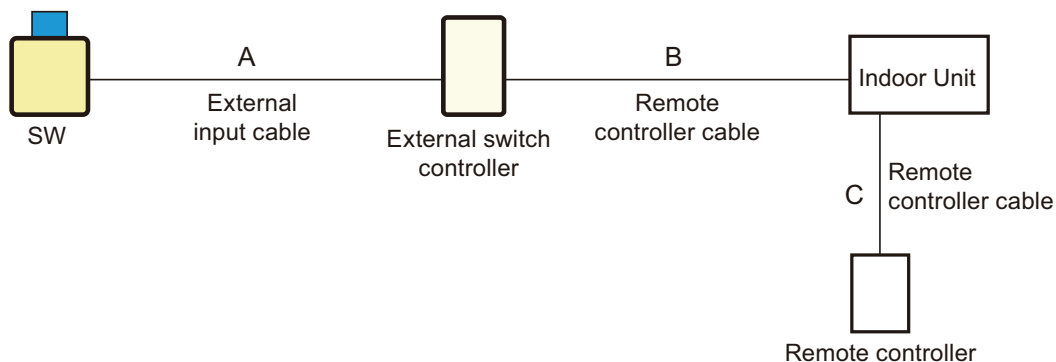 A
B
External
input cable
Remote
controller cable
Indoor Unit
SW
External switch
controller
C
Remote
controller cable
Remote controller